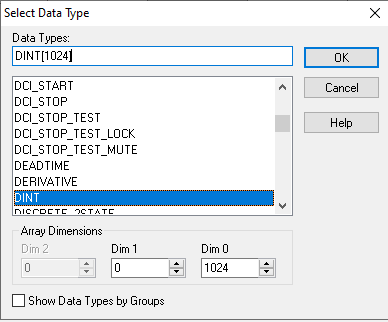 Select Data Type
Data Types:
DINT[1024]
OK
DCI_START
DCI_STOP
DCI_STOP_TEST
DCI_STOP_TEST_LOCK
DCI_STOP_TEST_MUTE
DEADTIME
DERIVATIVE
DINT
DISCRETE_2STATE
Cancel
Help
Array Dimensions
Dim 2 Dim 1 Dim 0
0 0 1024
Show Data Types by Groups